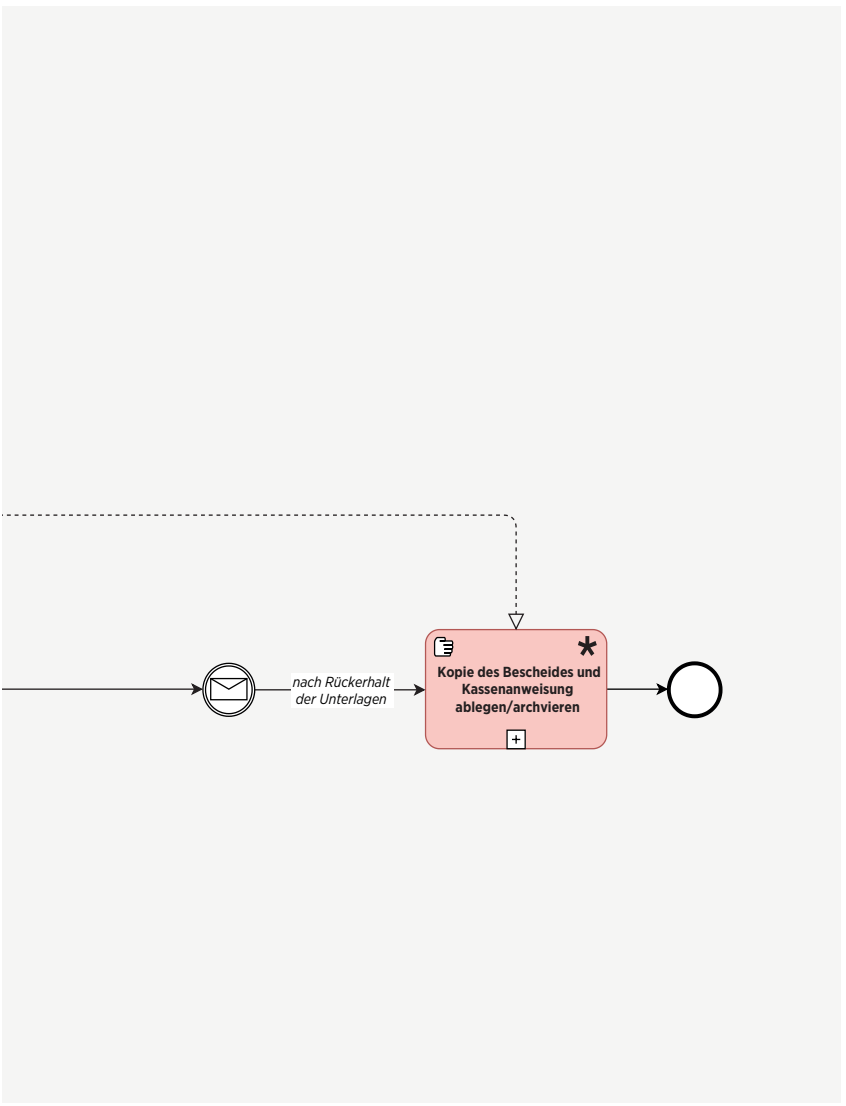 nach Rückerhalt
der Unterlagen
Kopie des Bescheides und
Kassenanweisung
ablegen/archvieren